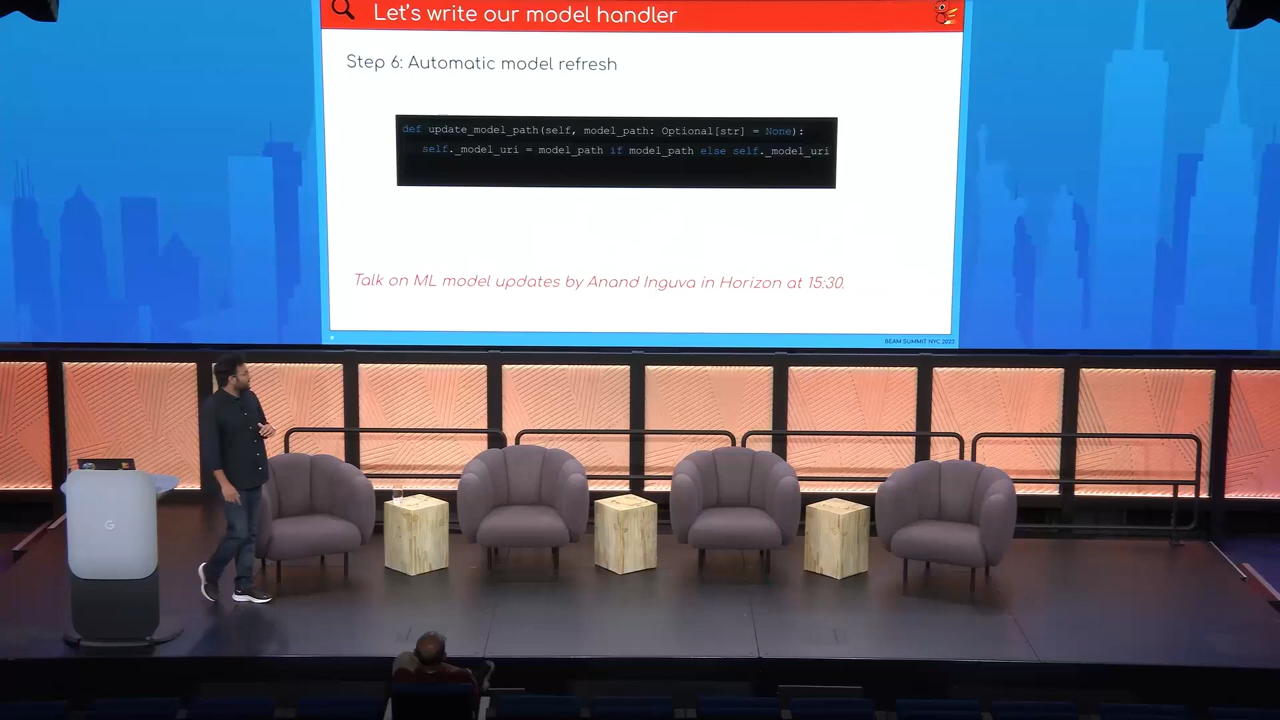 Let's write our model handler
Step 6: Automatic model refresh
def update_model_path(self, model_path: Optional[str] = None):
self._model_uri = model_path if model_path else self._model_uri
Talk on ML model updates by Anand Inguva in Horizon at 15:30.
BEAM SUMMIT NYC 2023
G